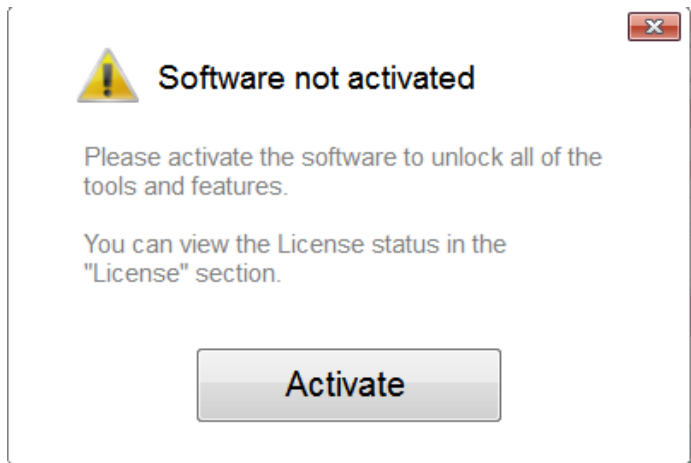 Software not activated
Please activate the software to unlock all of the
tools and features.
You can view the License status in the
"License" section.
Activate